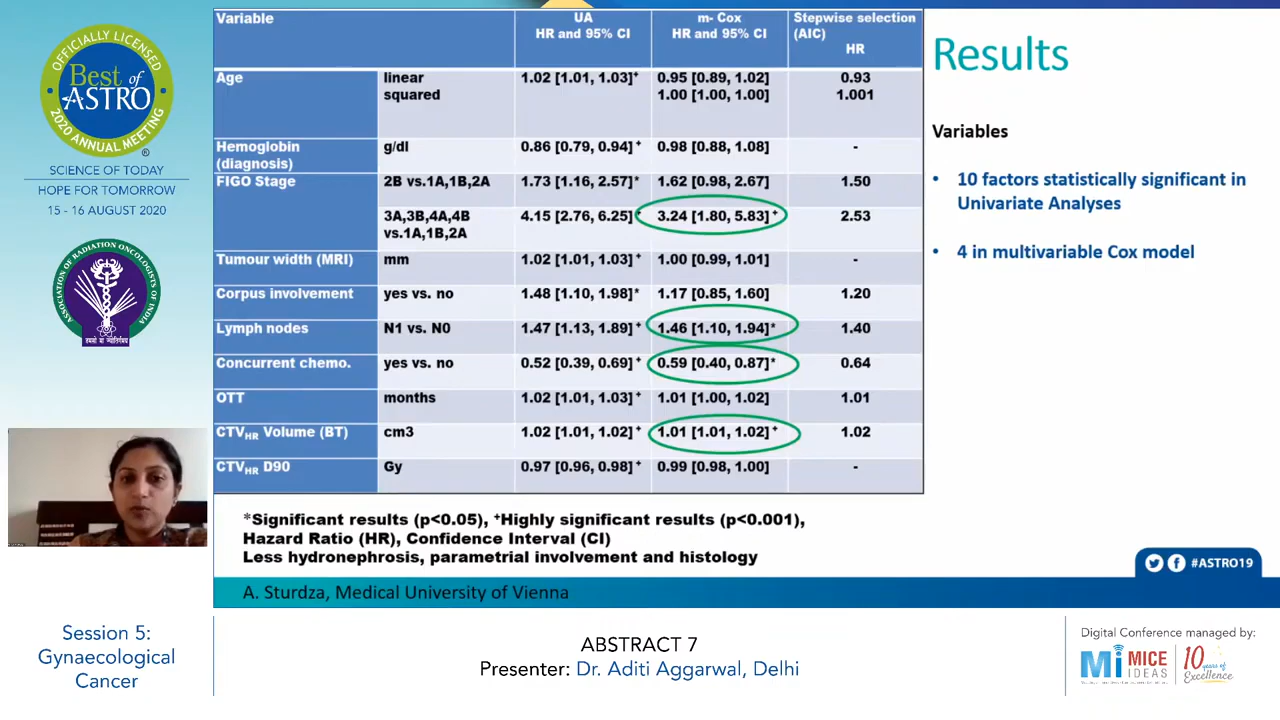 OFFICIALLY LICENSED
Best of
ASTRO
2020 ANNUAL MEETING
®
SCIENCE OF TODAY
HOPE FOR TOMORROW
15 - 16 AUGUST 2020
ASSOCIATION OF RADIATION ONCOLOGISTS OF INDIA
तमसो मा ज्योतिर्गमय
Variable UA HR and 95% CI m- Cox HR and 95% CI Stepwise selection (AIC) HR
Age linear 1.02 [1.01, 1.03]+ 0.95 [0.89, 1.02] 0.93
squared 1.00 [1.00, 1.00] 1.001
Hemoglobin (diagnosis) g/dl 0.86 [0.79, 0.94] + 0.98 [0.88, 1.08] -
FIGO Stage 2B vs.1A,1B,2A 1.73 [1.16, 2.57]* 1.62 [0.98, 2.67] 1.50
3A,3B,4A,4B vs.1A,1B,2A 4.15 [2.76, 6.25] + 3.24 [1.80, 5.83] + 2.53
Tumour width (MRI) mm 1.02 [1.01, 1.03] + 1.00 [0.99, 1.01] -
Corpus involvement yes vs. no 1.48 [1.10, 1.98]* 1.17 [0.85, 1.60] 1.20
Lymph nodes N1 vs. N0 1.47 [1.13, 1.89] + 1.46 [1.10, 1.94]* 1.40
Concurrent chemo. yes vs. no 0.52 [0.39, 0.69] + 0.59 [0.40, 0.87]* 0.64
OTT months 1.02 [1.01, 1.03] + 1.01 [1.00, 1.02] 1.01
CTVHR Volume (BT) cm3 1.02 [1.01, 1.02] + 1.01 [1.01, 1.02] + 1.02
CTVHR D90 Gy 0.97 [0.96, 0.98] + 0.99 [0.98, 1.00] -
*Significant results (p<0.05), +Highly significant results (p<0.001),
Hazard Ratio (HR), Confidence Interval (CI)
Less hydronephrosis, parametrial involvement and histology
A. Sturdza, Medical University of Vienna
Results
Variables
• 10 factors statistically significant in
Univariate Analyses
• 4 in multivariable Cox model
#ASTRO19
Session 5:
Gynaecological
Cancer
ABSTRACT 7
Presenter: Dr. Aditi Aggarwal, Delhi
Digital Conference managed by:
Mi MICE
IDEAS
10 years of
Excellence